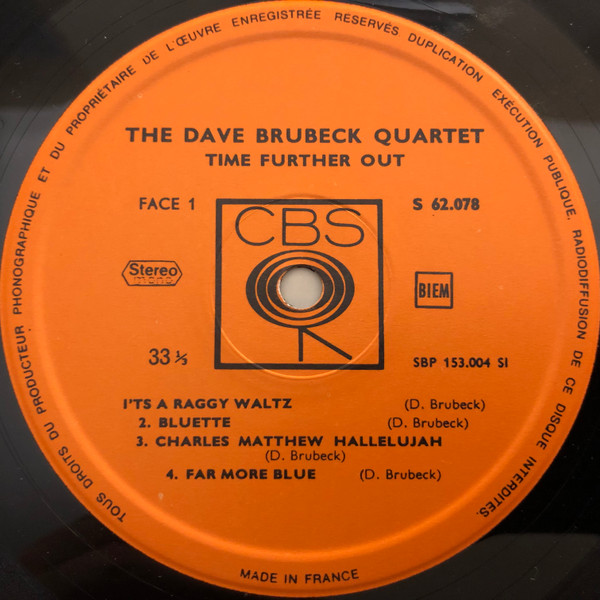 TOUS DROITS DU PRODUCTEUR PHONOGRAPHIQUE ET DU PROPRIÉTAIRE DE L'ŒUVRE ENREGISTRÉE RÉSERVÉS DUPLICATION EXÉCUTION PUBLIQUE, RADIODIFFUSION DE CE DISQUE INTERDITES.
THE DAVE BRUBECK QUARTET
TIME FURTHER OUT
FACE 1
S 62.078
CBS
Stereo
mono
BIEM
33 ⅓
SBP 153.004 SI
I'TS A RAGGY WALTZ (D. Brubeck)
2. BLUETTE (D. Brubeck)
3. CHARLES MATTHEW HALLELUJAH
(D. Brubeck)
4. FAR MORE BLUE (D. Brubeck)
MADE IN FRANCE